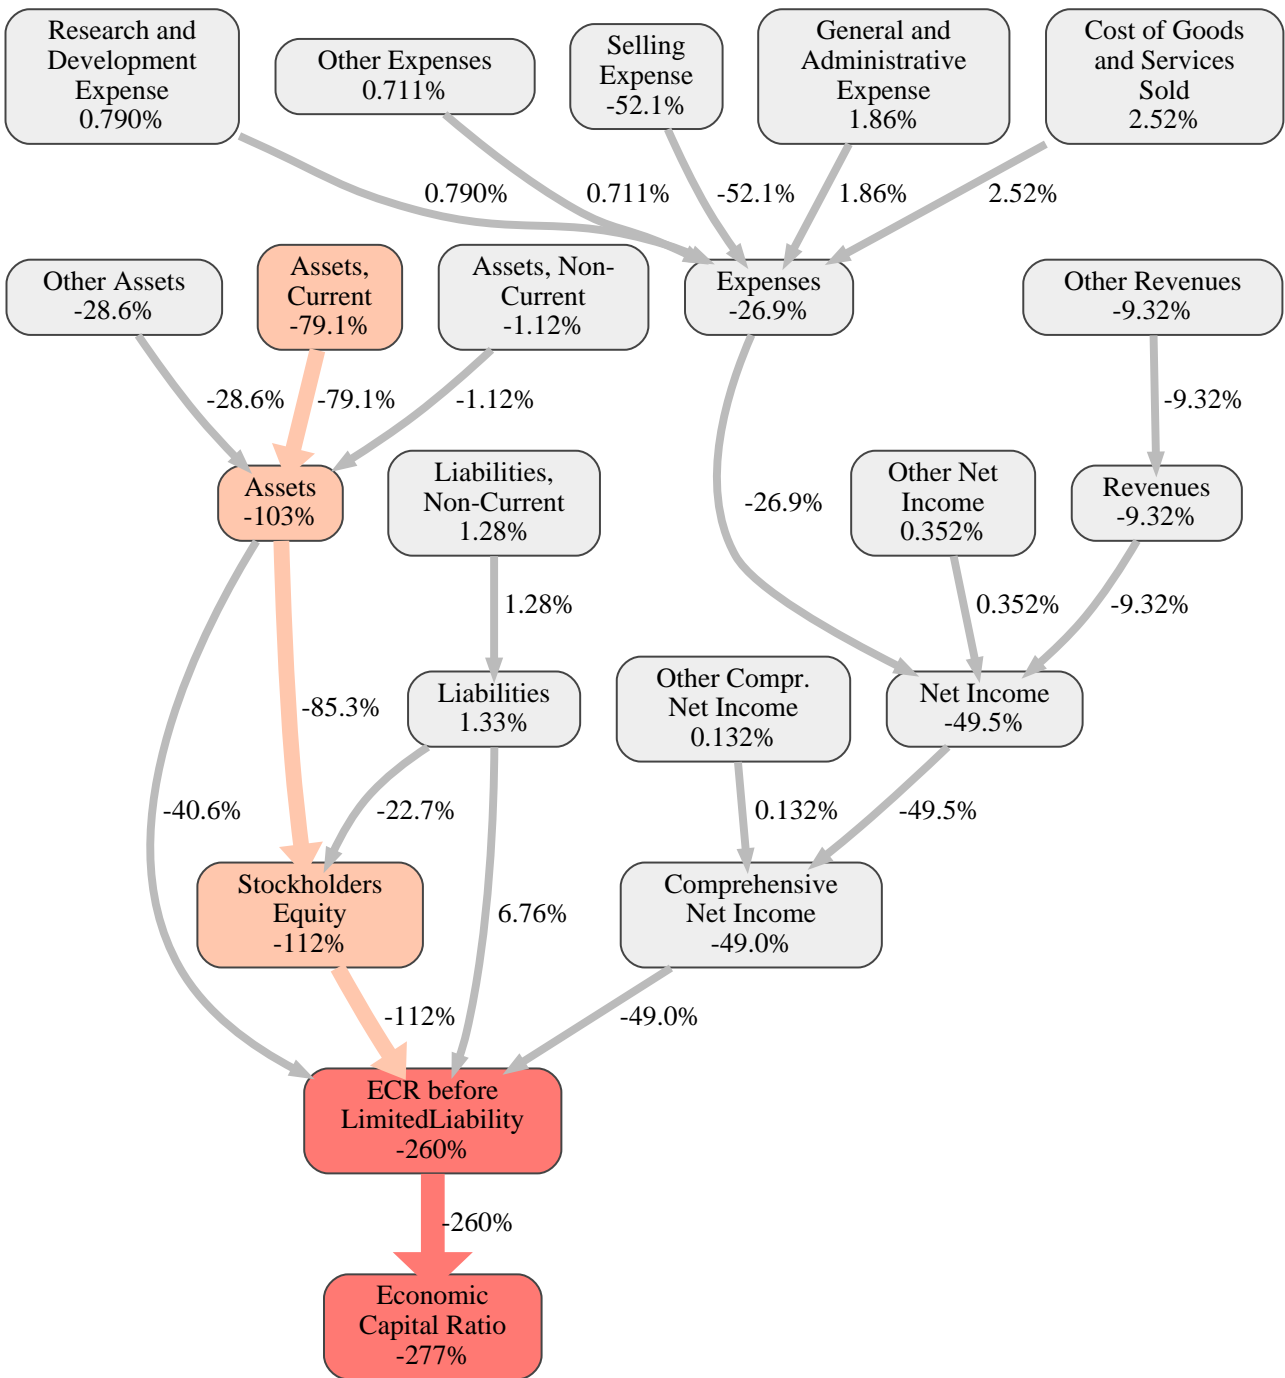 Research and
Development
Expense
0.790%
Other Expenses
0.711%
Selling
Expense
-52.1%
General and
Administrative
Expense
1.86%
Cost of Goods
and Services
Sold
2.52%
0.790%
0.711%
-52.1%
1.86%
2.52%
Other Assets
-28.6%
Assets,
Current
-79.1%
Assets, Non-
Current
-1.12%
Expenses
-26.9%
Other Revenues
-9.32%
-28.6%
-79.1%
-1.12%
-9.32%
Assets
-103%
Liabilities,
Non-Current
1.28%
-26.9%
Other Net
Income
0.352%
Revenues
-9.32%
1.28%
0.352%
-9.32%
-85.3%
Liabilities
1.33%
Other Compr.
Net Income
0.132%
Net Income
-49.5%
-40.6%
-22.7%
0.132%
-49.5%
Stockholders
Equity
-112%
6.76%
Comprehensive
Net Income
-49.0%
-112%
-49.0%
ECR before
LimitedLiability
-260%
-260%
Economic
Capital Ratio
-277%